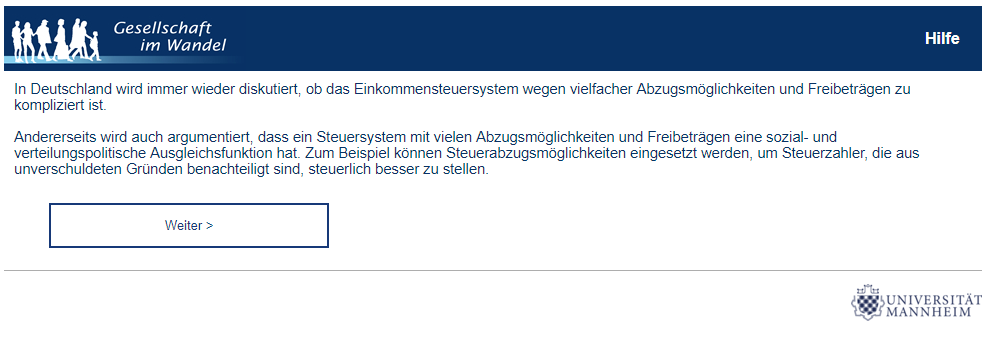 Gesellschaft
im Wandel
Hilfe
In Deutschland wird immer wieder diskutiert, ob das Einkommensteuersystem wegen vielfacher Abzugsmöglichkeiten und Freibeträgen zu
kompliziert ist.
Andererseits wird auch argumentiert, dass ein Steuersystem mit vielen Abzugsmöglichkeiten und Freibeträgen eine sozial- und
verteilungspolitische Ausgleichsfunktion hat. Zum Beispiel können Steuerabzugsmöglichkeiten eingesetzt werden, um Steuerzahler, die aus
unverschuldeten Gründen benachteiligt sind, steuerlich besser zu stellen.
Weiter >
UNIVERSITÄT
MANNHEIM